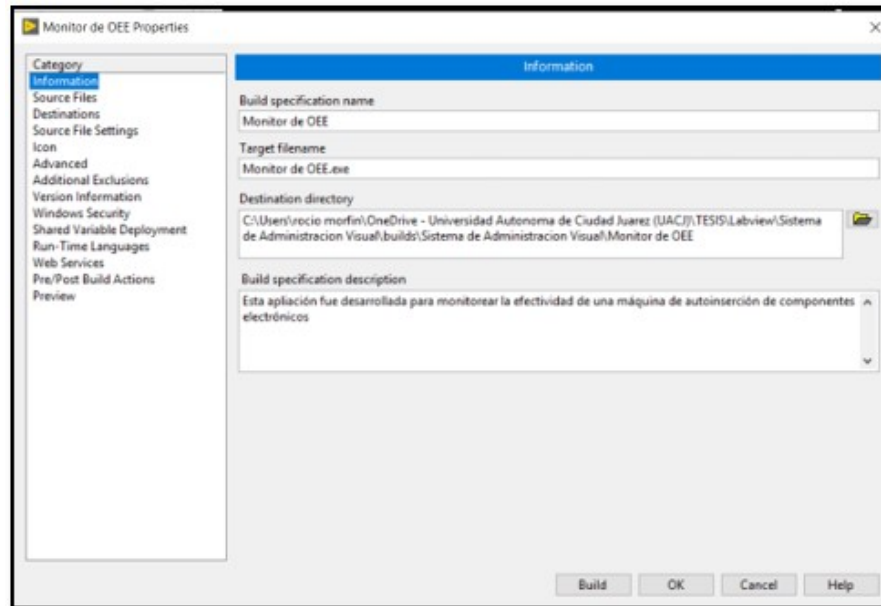 Monitor de OEE Properties
Category
Information
Source Files
Destinations
Source File Settings
Icon
Advanced
Additional Exclusions
Version Information
Windows Security
Shared Variable Deployment
Run-Time Languages
Web Services
Pre/Post Build Actions
Preview
Information
Build specification name
Monitor de OEE
Target filename
Monitor de OEE.exe
Destination directory
C:\Users\rocio morfin\OneDrive - Universidad Autonoma de Ciudad Juarez (UACJ)\TESIS\Labview\Sistema
de Administracion Visual\builds\Sistema de Administracion Visual\Monitor de OEE
Build specification description
Esta apliación fue desarrollada para monitorear la efectividad de una máquina de autoinserción de componentes
electrónicos
Build
OK
Cancel
Help